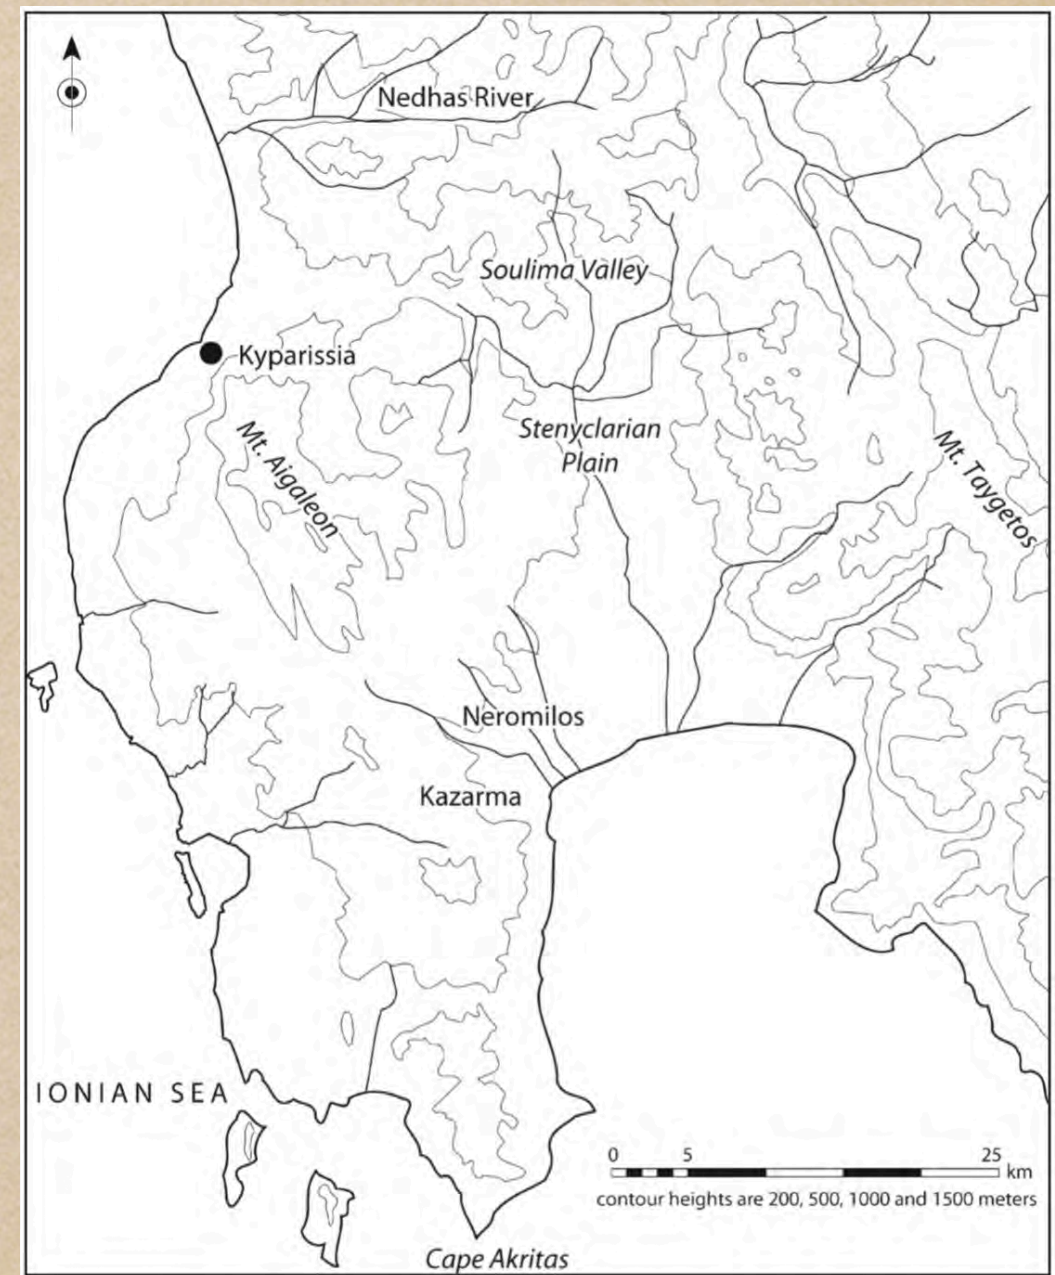 Nedhas River
Soulima Valley
Kyparissia
Stenyclarian
Plain
Mt. Aigaleon
Mt. Taygetos
Neromilos
Kazarma
IONIAN SEA
0 5 25 km
contour heights are 200, 500, 1000 and 1500 meters
Cape Akritas